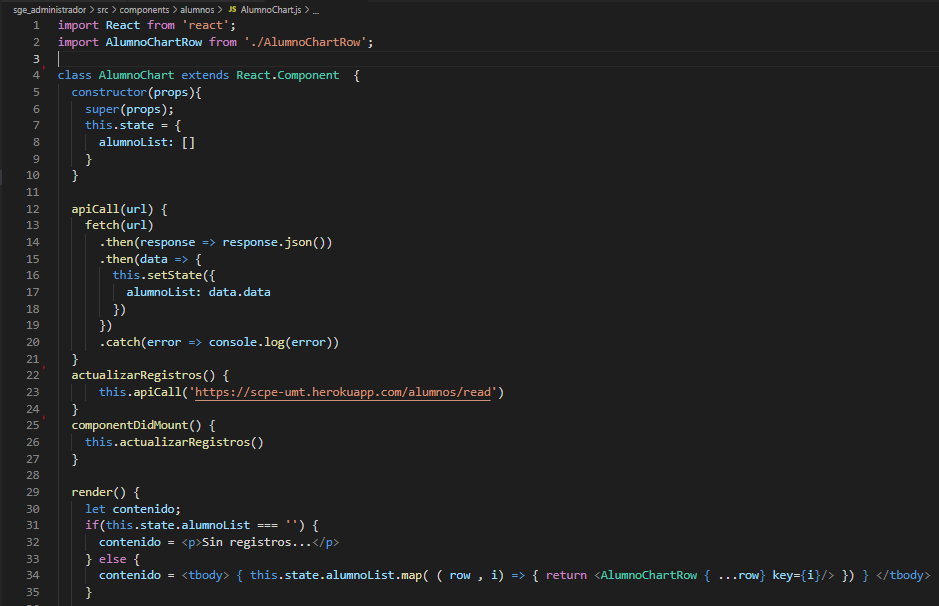 sge_administrador > src > components > alumnos > JS AlumnoChart.js > ...
1 import React from 'react';
2 import AlumnoChartRow from './AlumnoChartRow';
3
4 class AlumnoChart extends React.Component  {
5   constructor(props){
6     super(props);
7     this.state = {
8       alumnoList: []
9     }
10   }
11
12   apiCall(url) {
13     fetch(url)
14       .then(response => response.json())
15       .then(data => {
16         this.setState({
17           alumnoList: data.data
18         })
19       })
20       .catch(error => console.log(error))
21   }
22   actualizarRegistros() {
23       this.apiCall('https://scpe-umt.herokuapp.com/alumnos/read')
24   }
25   componentDidMount() {
26     this.actualizarRegistros()
27   }
28
29   render() {
30     let contenido;
31     if(this.state.alumnoList === '') {
32       contenido = <p>Sin registros...</p>
33     } else {
34       contenido = <tbody> { this.state.alumnoList.map( ( row , i) => { return <AlumnoChartRow { ...row} key={i}/> }) } </tbody>
35     }